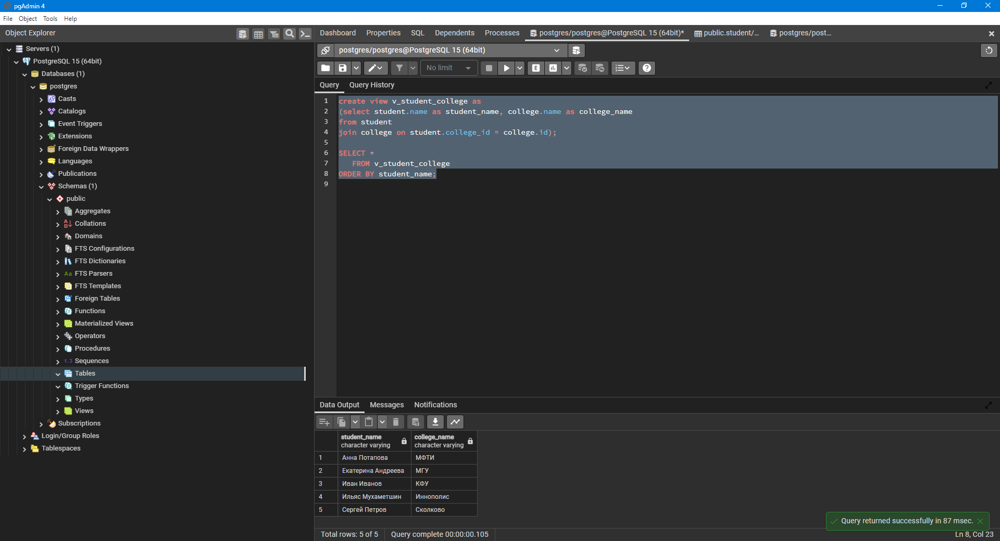 pgAdmin 4
File Object Tools Help
Object Explorer
Servers (1)
PostgreSQL 15 (64bit)
Databases (1)
postgres
Casts
Catalogs
Event Triggers
Extensions
Foreign Data Wrappers
Languages
Publications
Schemas (1)
public
Aggregates
Collations
Domains
FTS Configurations
FTS Dictionaries
Aa FTS Parsers
FTS Templates
Foreign Tables
Functions
Materialized Views
Operators
Procedures
1..3 Sequences
Tables
Trigger Functions
Types
Views
Subscriptions
Login/Group Roles
Tablespaces
Dashboard Properties SQL Dependents Processes postgres/postgres@PostgreSQL 15 (64bit)* public.student/... postgres/post...
postgres/postgres@PostgreSQL 15 (64bit)
No limit E
Query Query History
1 create view v_student_college as
2 (select student.name as student_name, college.name as college_name
3 from student
4 join college on student.college_id = college.id);
5
6 SELECT *
7 FROM v_student_college
8 ORDER BY student_name;
9
Data Output Messages Notifications
student_name college_name
character varying character varying
1 Анна Потапова МФТИ
2 Екатерина Андреева МГУ
3 Иван Иванов КФУ
4 Ильяс Мухаметшин Иннополис
5 Сергей Петров Сколково
Query returned successfully in 87 msec.
Total rows: 5 of 5 Query complete 00:00:00.105 Ln 8, Col 23